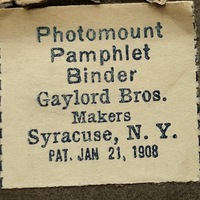 Photomount
Pamphlet
Binder
Gaylord Bros.
Makers
Syracuse, N. Y.
PAT. JAN 21, 1908